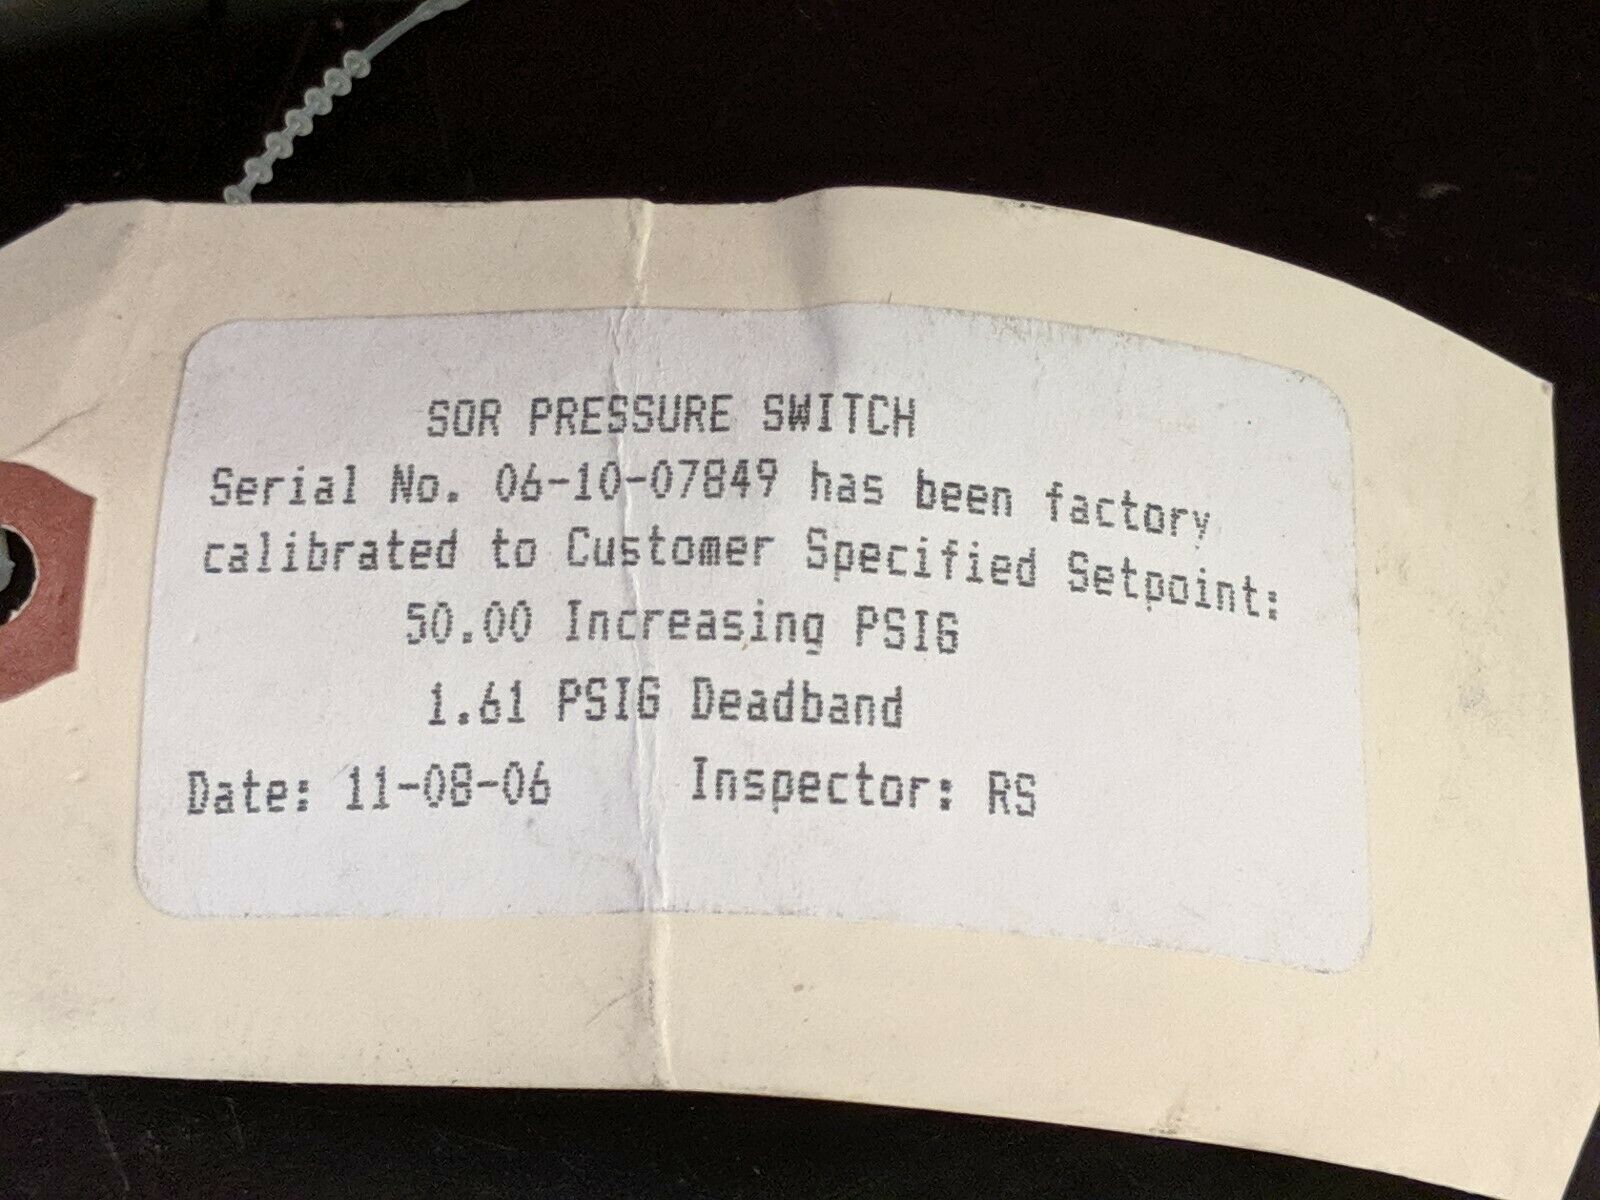 SOR PRESSURE SWITCH
Serial No. 06-10-07849 has been factory
calibrated to Customer Specified Setpoint:
50.00 Increasing PSIG
1.61 PSIG Deadband
Date: 11-08-06 Inspector: RS